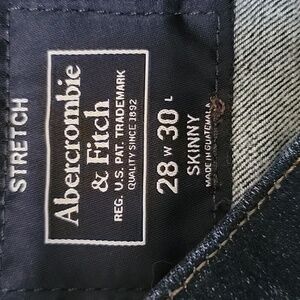 STRETCH
Abercrombie
& Fitch
REG. U.S. PAT. TRADEMARK
QUALITY SINCE 1892
28 W 30 L
SKINNY
MADE IN GUATEMALA